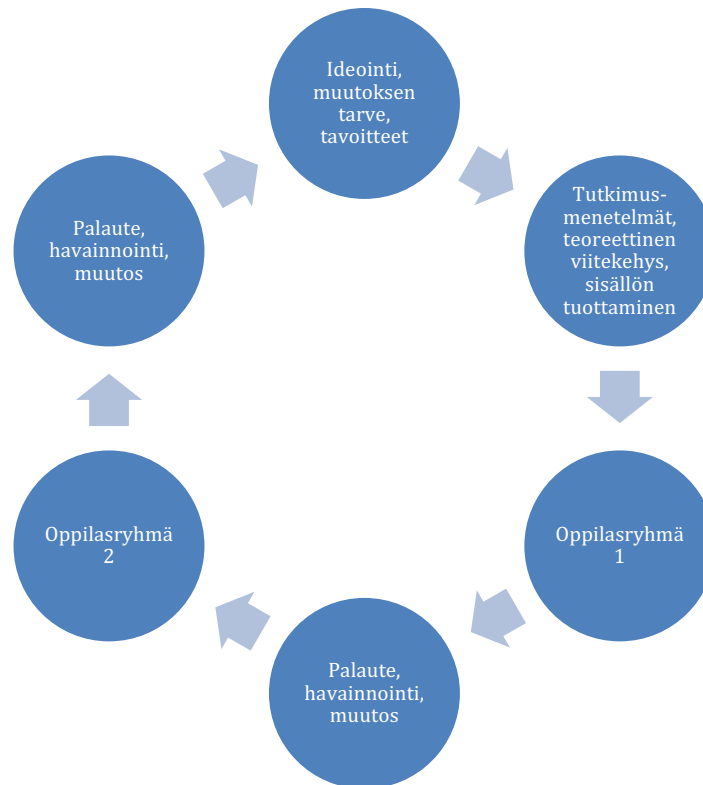 Ideointi,
muutoksen
tarve,
tavoitteet
Tutkimus-
menetelmät,
teoreettinen
viitekehys,
sisällön
tuottaminen
Oppilasryhmä
1
Palaute,
havainnointi,
muutos
Oppilasryhmä
2
Palaute,
havainnointi,
muutos